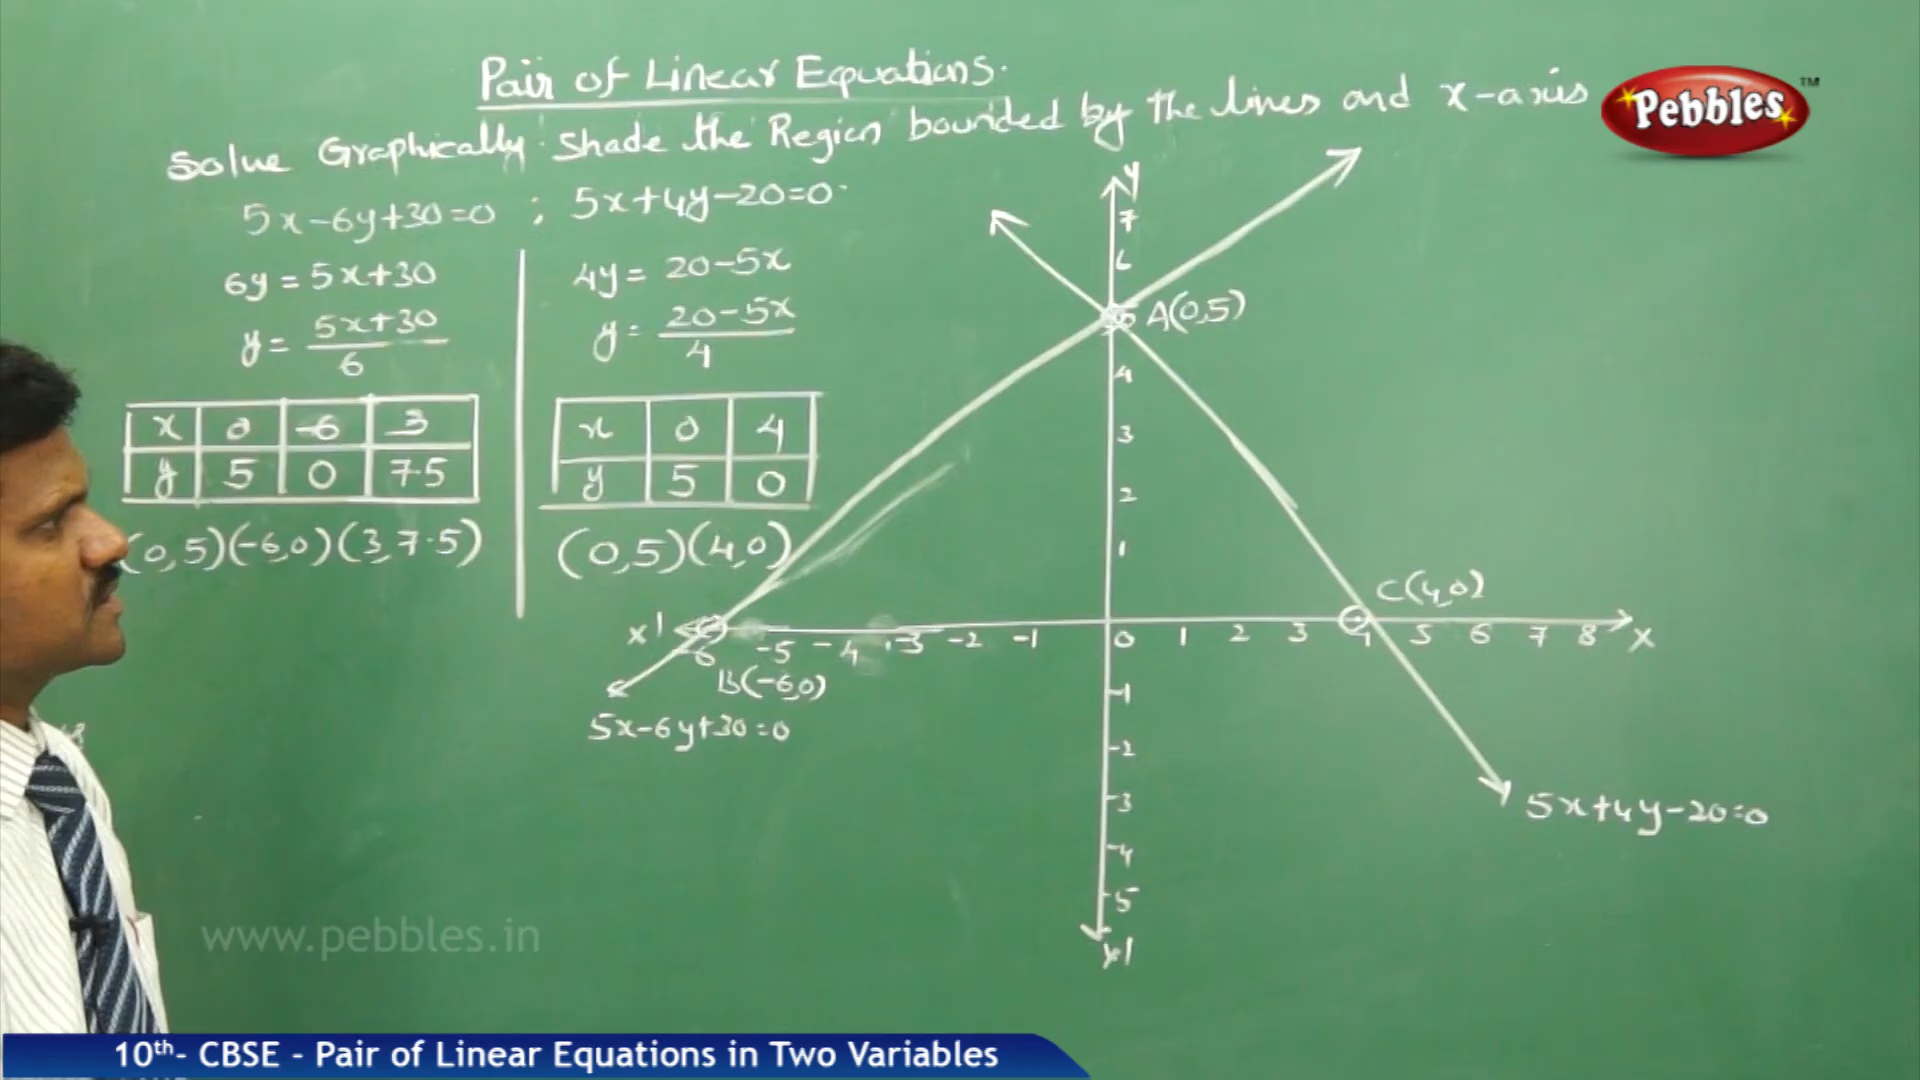 Pair of Linear Equations.
Solve Graphically. Shade the Region bounded by the lines and x-axis
Pebbles™
5x-6y+30=0 ; 5x+4y-20=0.
6y = 5x+30
y = 5x+30/6
x 0 -6 3
y 5 0 7.5
(0,5)(-6,0)(3,7.5)
4y = 20-5x
y = 20-5x/4
x 0 4
y 5 0
(0,5)(4,0)
y
7
6
5 A(0,5)
4
3
2
1
C(4,0)
x' -6 -5 -4 -3 -2 -1 0 1 2 3 4 5 6 7 8 x
B(-6,0)
5x-6y+30=0
-1
-2
-3
5x+4y-20=0
-4
-5
y'
www.pebbles.in
10th- CBSE - Pair of Linear Equations in Two Variables